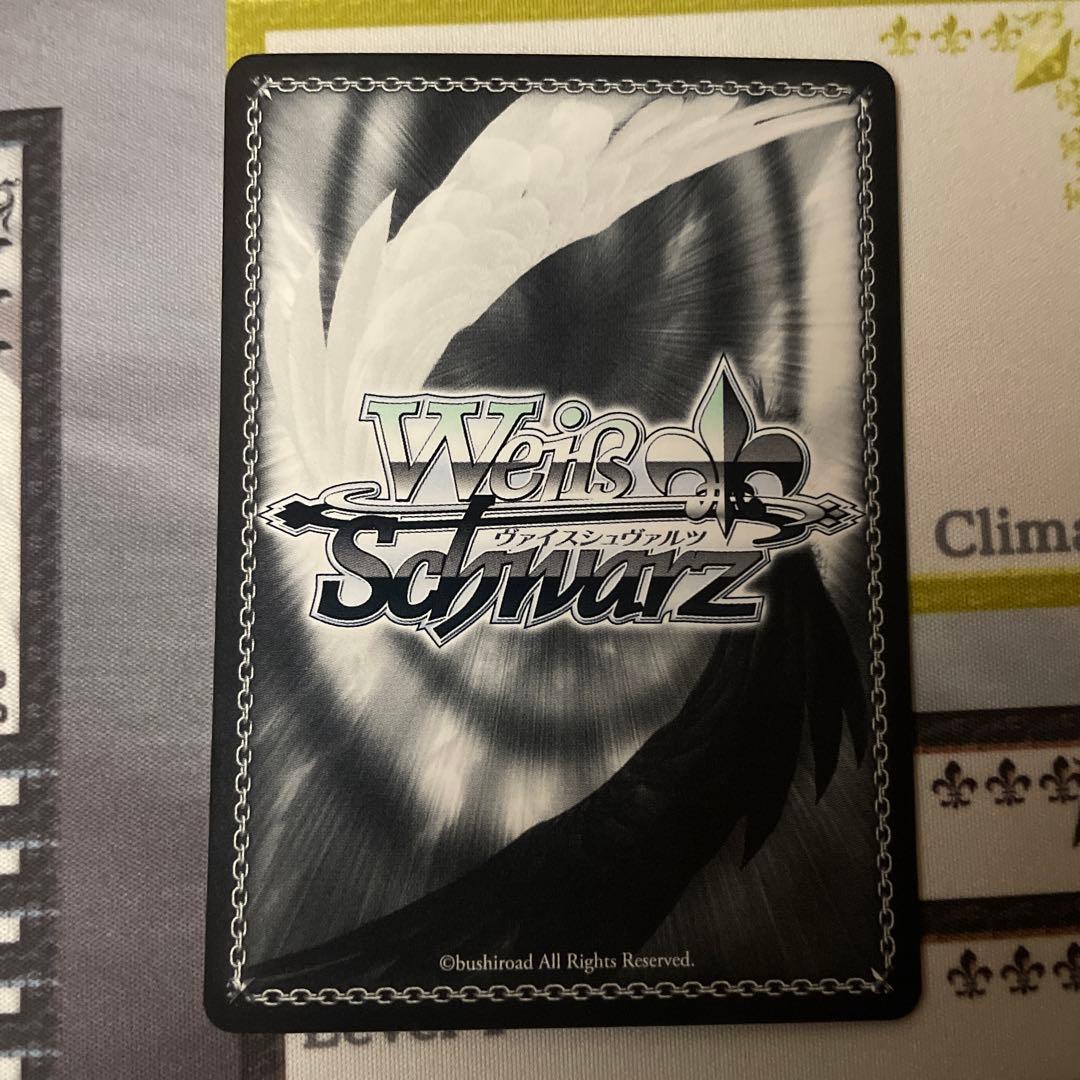 Weiß
ヴァイスシュヴァルツ
Schwarz
Clima
©bushiroad All Rights Reserved.